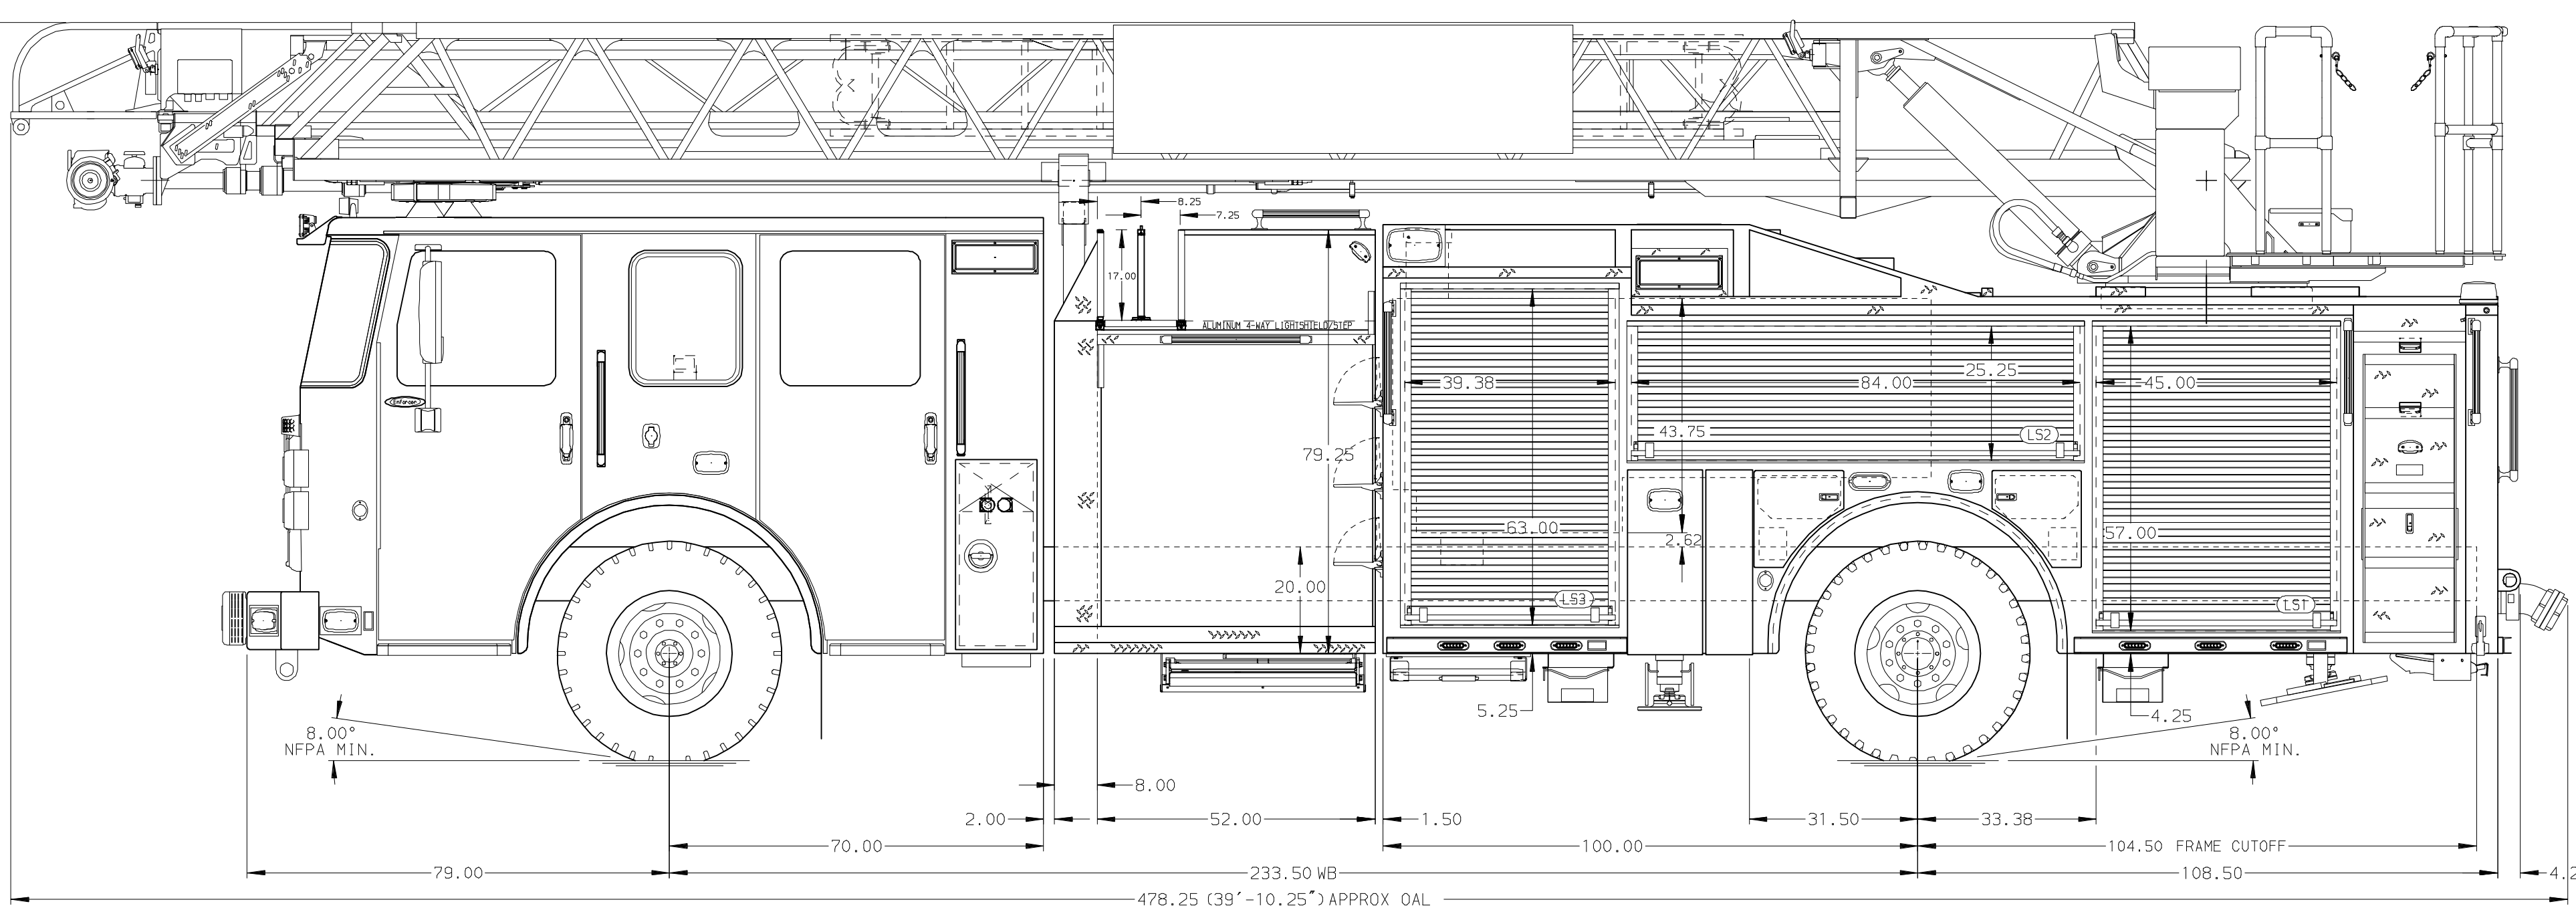 8.25
7.25
17.00
ALUMINUM 4-WAY LIGHTSHIELD/STEP
39.38
84.00
25.25
45.00
Enforcer
43.75
LS2
79.25
63.00
2.62
57.00
20.00
LS3
LS1
5.25
4.25
8.00°
NFPA MIN.
8.00°
NFPA MIN.
8.00
2.00
52.00
1.50
31.50
33.38
70.00
100.00
104.50 FRAME CUTOFF
79.00
233.50 WB
108.50
478.25 (39'-10.25") APPROX OAL